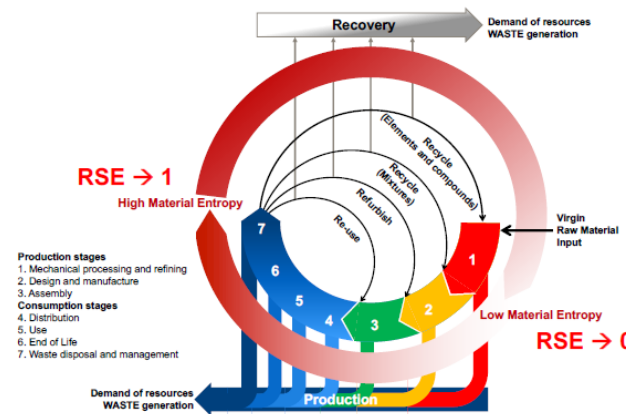 Recovery
Demand of resources
WASTE generation
Recycle
(Elements and compounds)
Recycle
(Mixtures)
Refurbish
Re-use
RSE → 1
High Material Entropy
Virgin
Raw Material
Input
7
6
5
4
3
2
1
Production stages
1. Mechanical processing and refining
2. Design and manufacture
3. Assembly
Consumption stages
4. Distribution
5. Use
6. End of Life
7. Waste disposal and management
Low Material Entropy
RSE → 0
Demand of resources
WASTE generation
Production